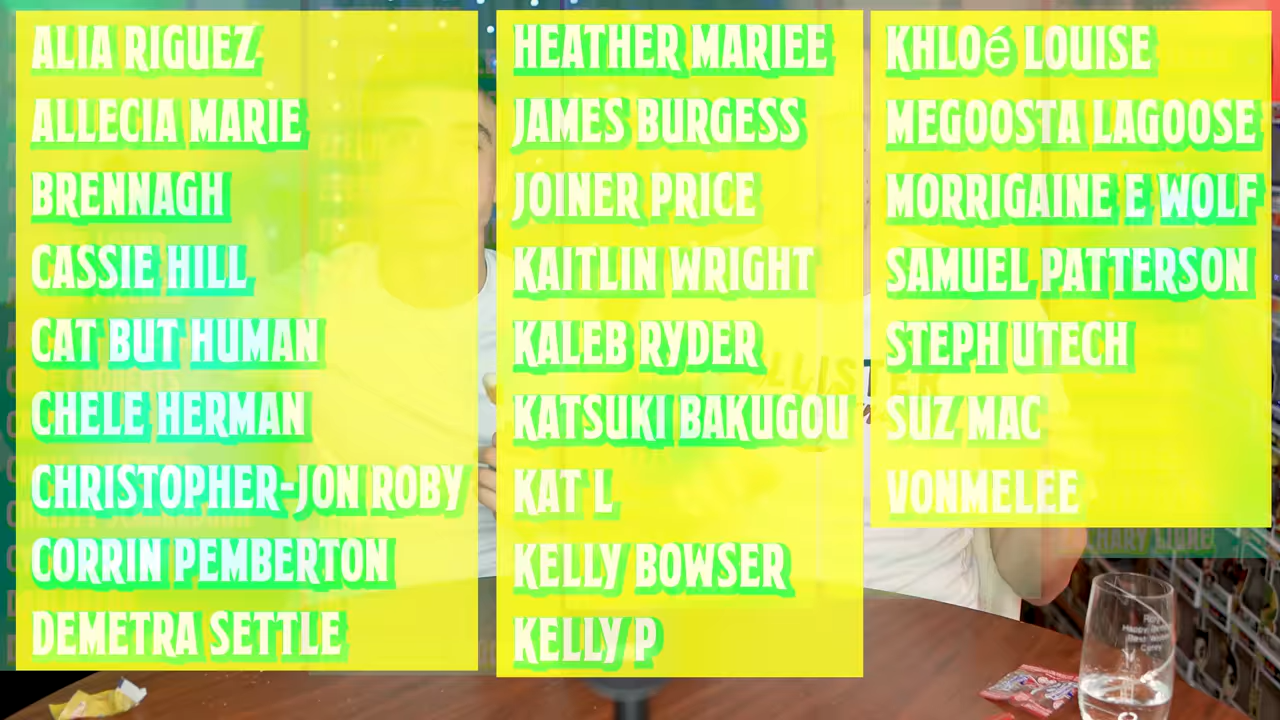 ALIA RIGUEZ
ALLECIA MARIE
BRENNAGH
CASSIE HILL
CAT BUT HUMAN
CHELE HERMAN
CHRISTOPHER-JON ROBY
CORRIN PEMBERTON
DEMETRA SETTLE
HEATHER MARIEE
JAMES BURGESS
JOINER PRICE
KAITLIN WRIGHT
KALEB RYDER
KATSUKI BAKUGOU
KAT L
KELLY BOWSER
KELLY P
KHLOé LOUISE
MEGOOSTA LAGOOSE
MORRIGAINE E WOLF
SAMUEL PATTERSON
STEPH UTECH
SUZ MAC
VONMELEE